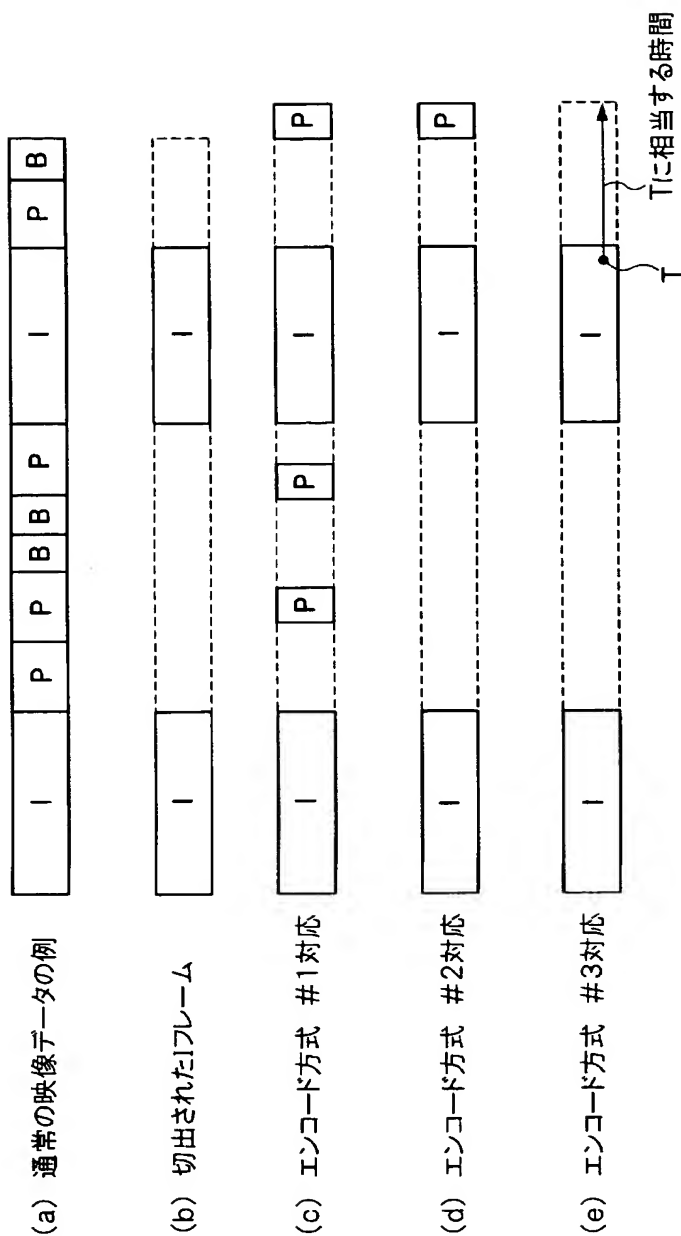 (a) 通常の映像データの例
I P P B B P I P B
(b) 切出されたIフレーム
I I
(c) エンコード方式 #1対応
I P P I P
(d) エンコード方式 #2対応
I I P
(e) エンコード方式 #3対応
I I
T
Tに相当する時間